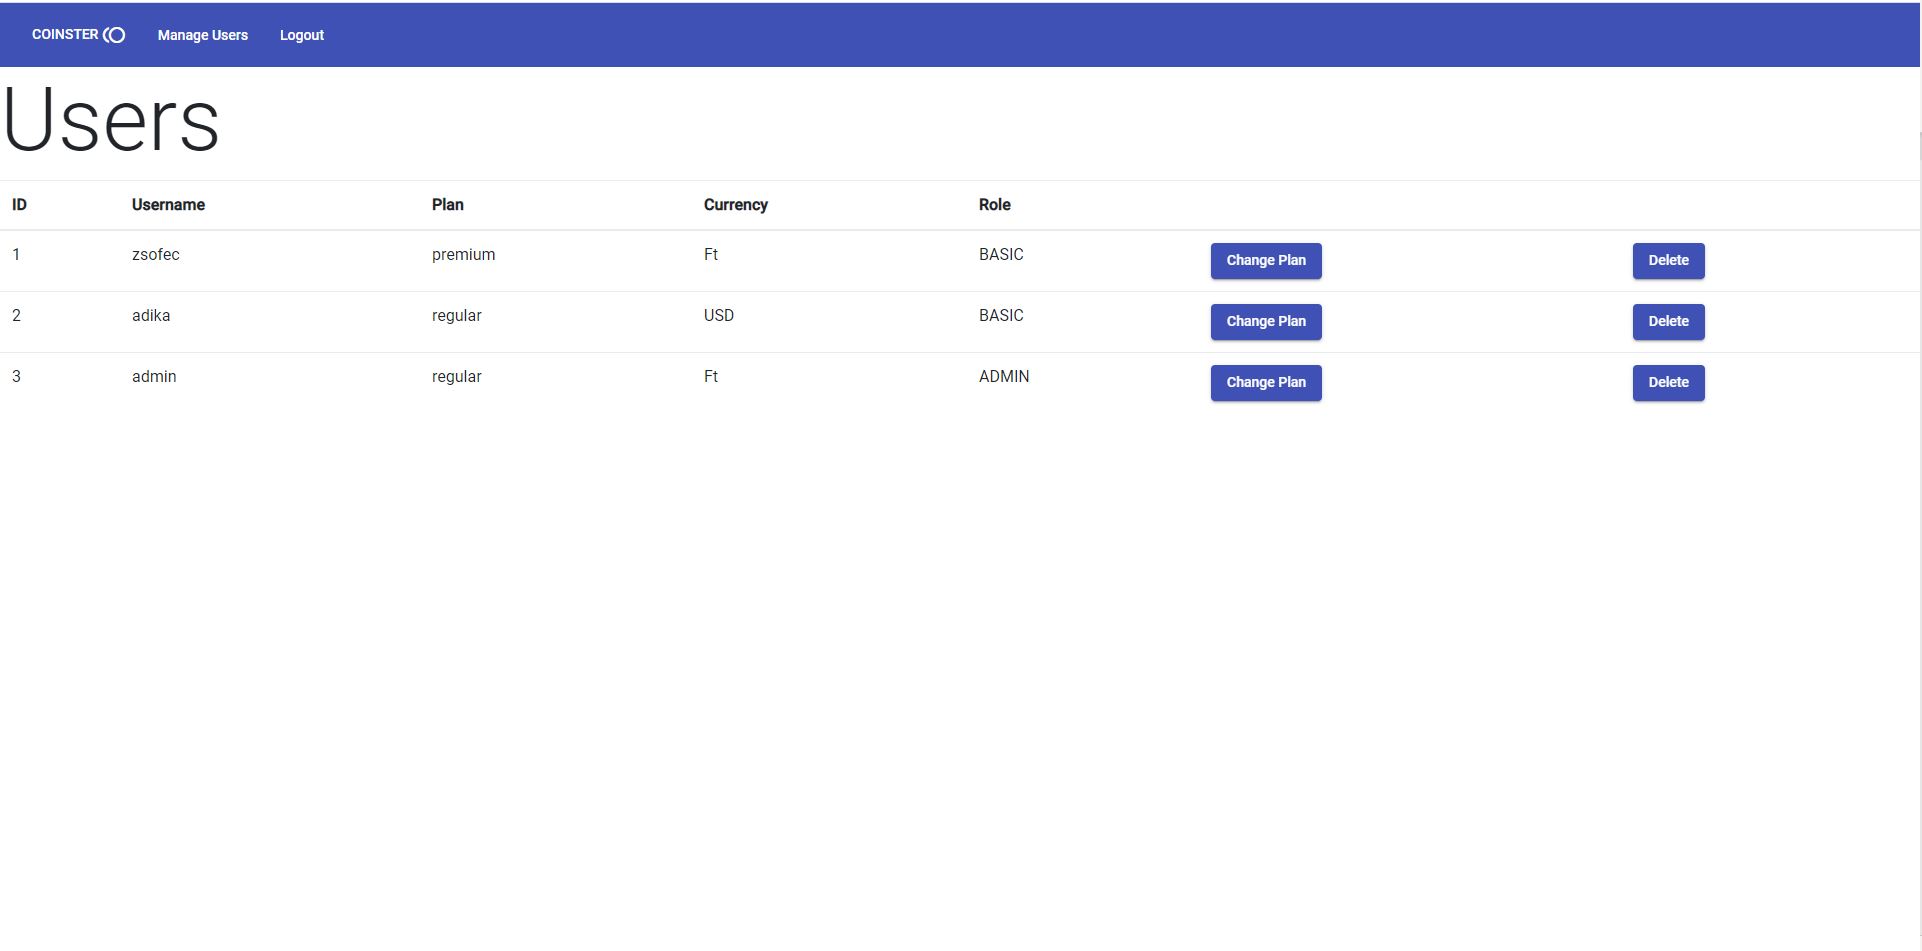 COINSTER Manage Users Logout
Users
ID Username Plan Currency Role
1 zsofec premium Ft BASIC Change Plan Delete
2 adika regular USD BASIC Change Plan Delete
3 admin regular Ft ADMIN Change Plan Delete